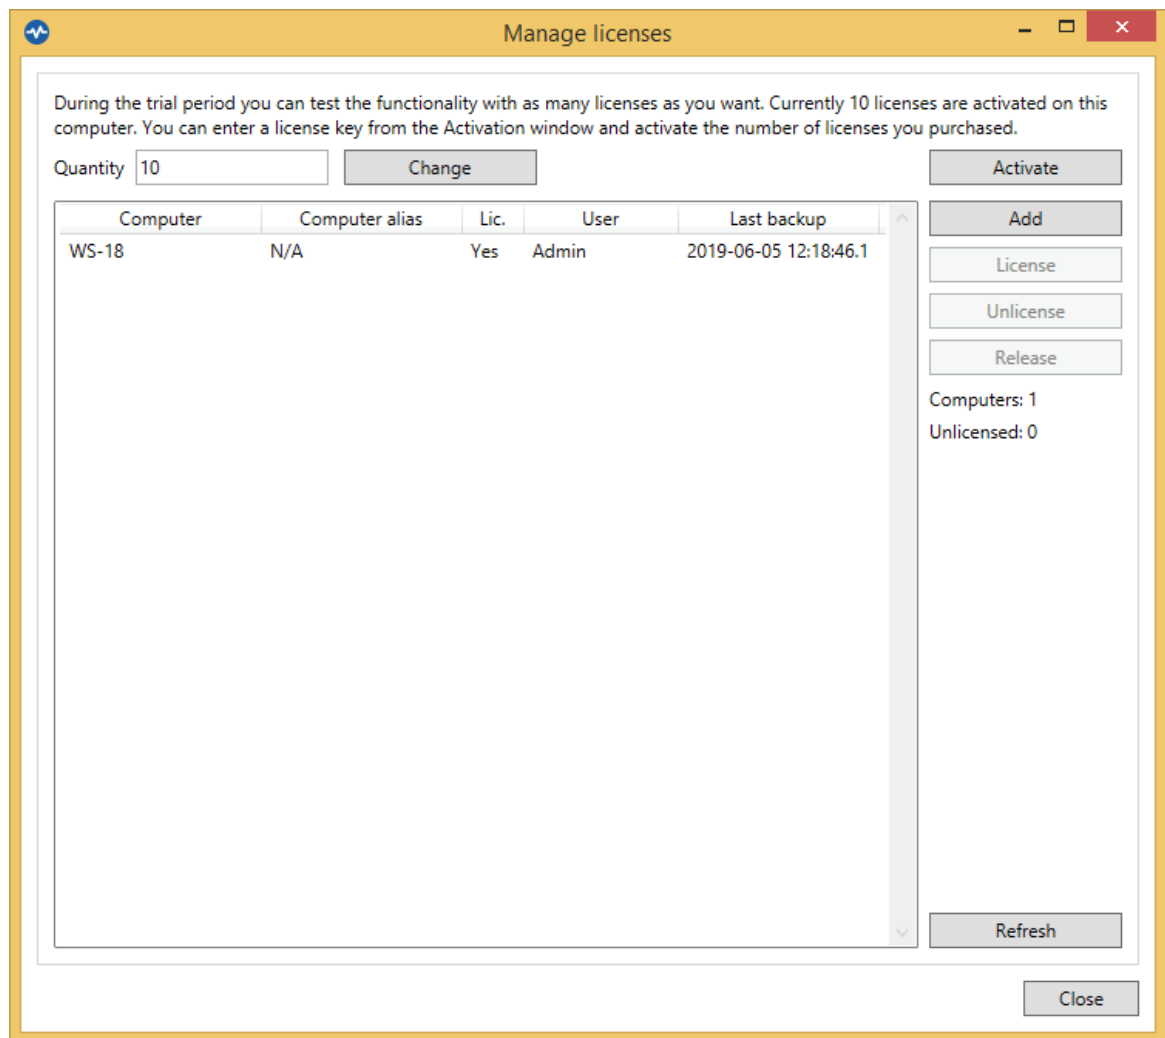 Manage licenses
During the trial period you can test the functionality with as many licenses as you want. Currently 10 licenses are activated on this
computer. You can enter a license key from the Activation window and activate the number of licenses you purchased.
Quantity 10 Change Activate
Computer Computer alias Lic. User Last backup Add
WS-18 N/A Yes Admin 2019-06-05 12:18:46.1
License
Unlicense
Release
Computers: 1
Unlicensed: 0
Refresh
Close